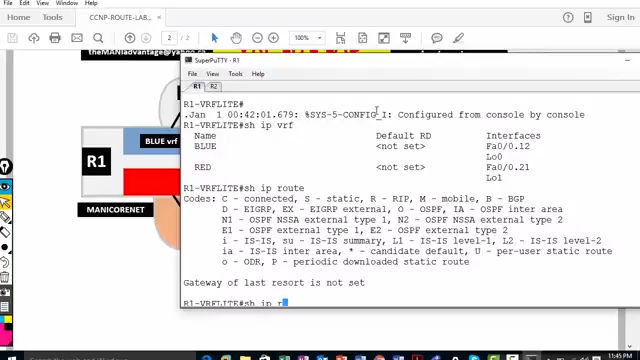 File Edit View Window Help
Home Tools CCNP-ROUTE-LAB...
2 / 2 100%
theMANIadvantage@yahoo.ca
SuperPuTTY - R1
File View Tools Help
R1 R2
R1-VRFLITE#
.Jan 1 00:42:01.679: %SYS-5-CONFIG_I: Configured from console by console
R1-VRFLITE#sh ip vrf
Name Default RD Interfaces
BLUE <not set> Fa0/0.12
Lo0
RED <not set> Fa0/0.21
Lo1
R1-VRFLITE#sh ip route
Codes: C - connected, S - static, R - RIP, M - mobile, B - BGP
D - EIGRP, EX - EIGRP external, O - OSPF, IA - OSPF inter area
N1 - OSPF NSSA external type 1, N2 - OSPF NSSA external type 2
E1 - OSPF external type 1, E2 - OSPF external type 2
i - IS-IS, su - IS-IS summary, L1 - IS-IS level-1, L2 - IS-IS level-2
ia - IS-IS inter area, * - candidate default, U - per-user static route
o - ODR, P - periodic downloaded static route
Gateway of last resort is not set
R1-VRFLITE#sh ip r
R1
BLUE vrf
MANICORENET
Search the web and Windows
11:45 PM